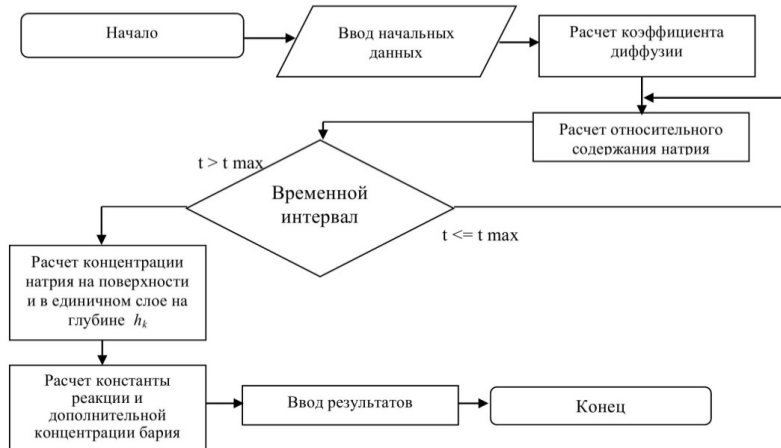 Начало
Ввод начальных
данных
Расчет коэффициента
диффузии
Расчет относительного
содержания натрия
t > t max
Временной
интервал
t <= t max
Расчет концентрации
натрия на поверхности
и в единичном слое на
глубине h_k
Расчет константы
реакции и
дополнительной
концентрации бария
Ввод результатов
Конец